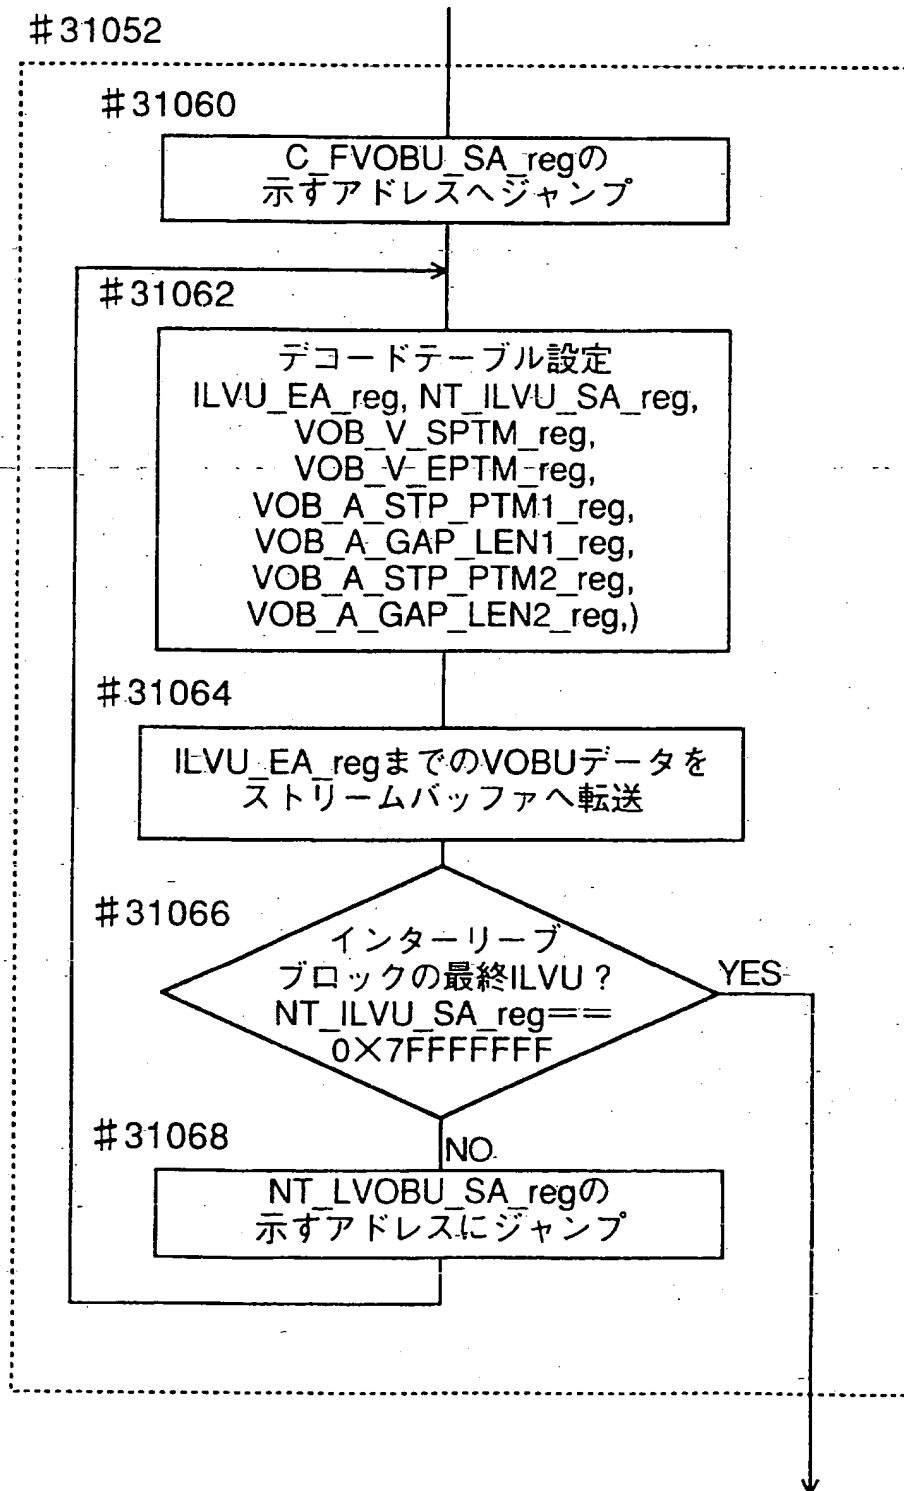 #31052
#31060
C_FVOBU_SA_regの
示すアドレスへジャンプ
#31062
デコードテーブル設定
ILVU_EA_reg, NT_ILVU_SA_reg,
VOB_V_SPTM_reg,
VOB_V_EPTM_reg,
VOB_A_STP_PTM1_reg,
VOB_A_GAP_LEN1_reg,
VOB_A_STP_PTM2_reg,
VOB_A_GAP_LEN2_reg,)
#31064
ILVU_EA_regまでのVOBUデータを
ストリームバッファへ転送
#31066
インターリーブ
ブロックの最終ILVU?
NT_ILVU_SA_reg==
0×7FFFFFFF
YES
#31068
NO
NT_LVOBU_SA_regの
示すアドレスにジャンプ